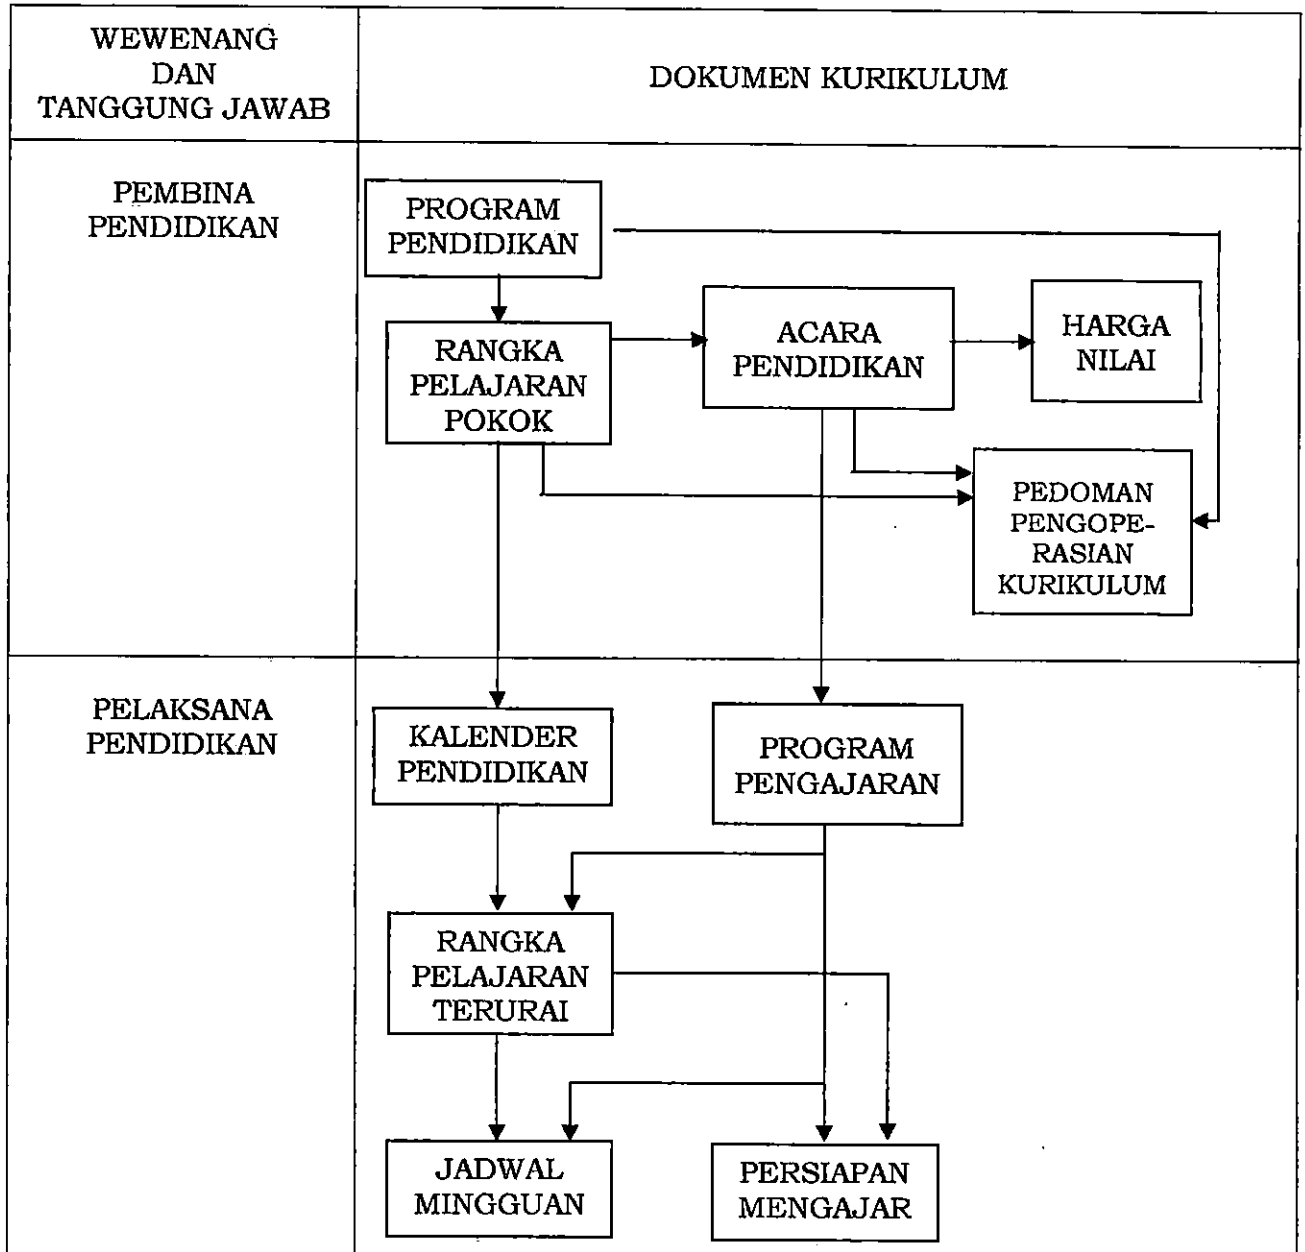 WEWENANG
DAN
TANGGUNG JAWAB
DOKUMEN KURIKULUM
PEMBINA
PENDIDIKAN
PROGRAM
PENDIDIKAN
RANGKA
PELAJARAN
POKOK
ACARA
PENDIDIKAN
HARGA
NILAI
PEDOMAN
PENGOPE-
RASIAN
KURIKULUM
PELAKSANA
PENDIDIKAN
KALENDER
PENDIDIKAN
PROGRAM
PENGAJARAN
RANGKA
PELAJARAN
TERURAI
JADWAL
MINGGUAN
PERSIAPAN
MENGAJAR